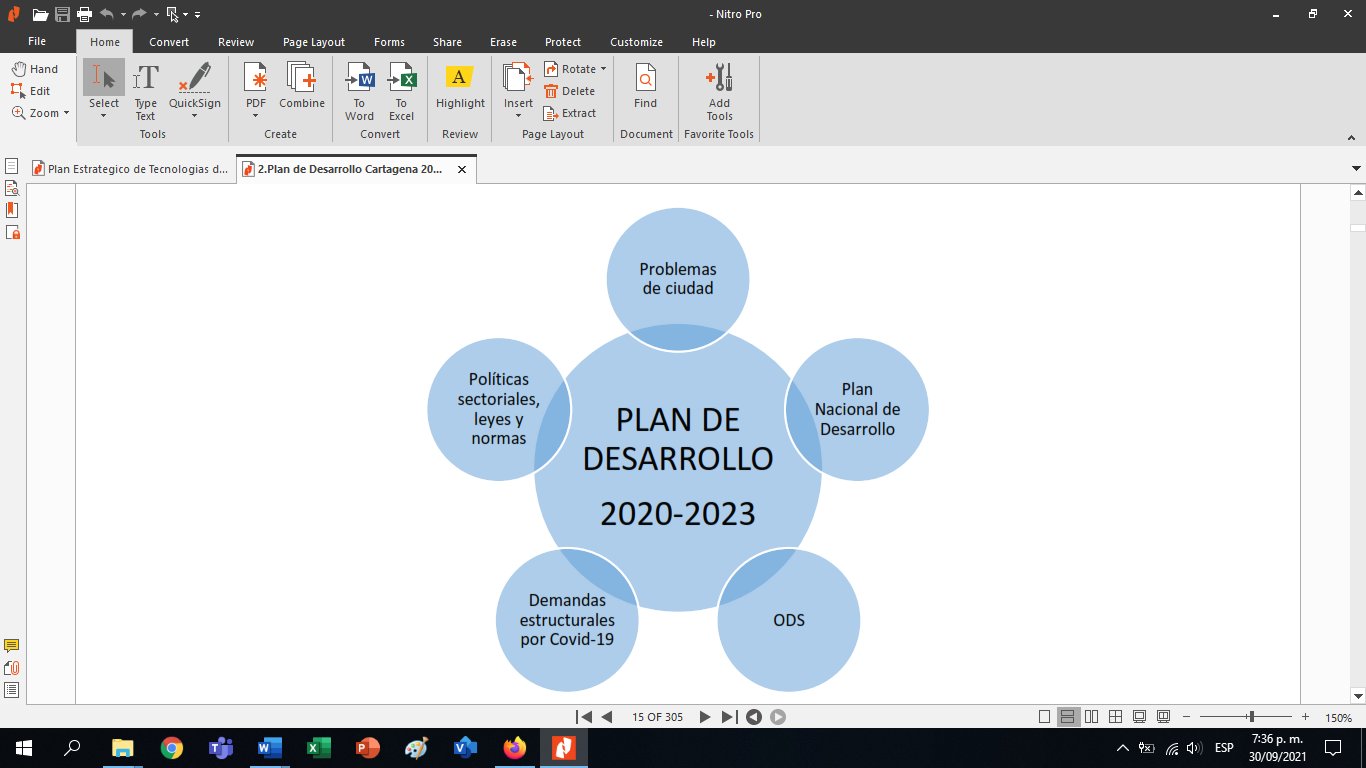 - Nitro Pro
File
Home
Convert
Review
Page Layout
Forms
Share
Erase
Protect
Customize
Help
Hand
Edit
Zoom
Select
Type
Text
QuickSign
Tools
PDF
Combine
Create
To
Word
To
Excel
Convert
Highlight
Review
Insert
Rotate
Delete
Extract
Page Layout
Find
Document
Add
Tools
Favorite Tools
Plan Estrategico de Tecnologias d...
2.Plan de Desarrollo Cartagena 20...
Problemas
de ciudad
Políticas
sectoriales,
leyes y
normas
Plan
Nacional de
Desarrollo
PLAN DE
DESARROLLO
2020-2023
Demandas
estructurales
por Covid-19
ODS
15 OF 305
150%
ESP
7:36 p. m.
30/09/2021